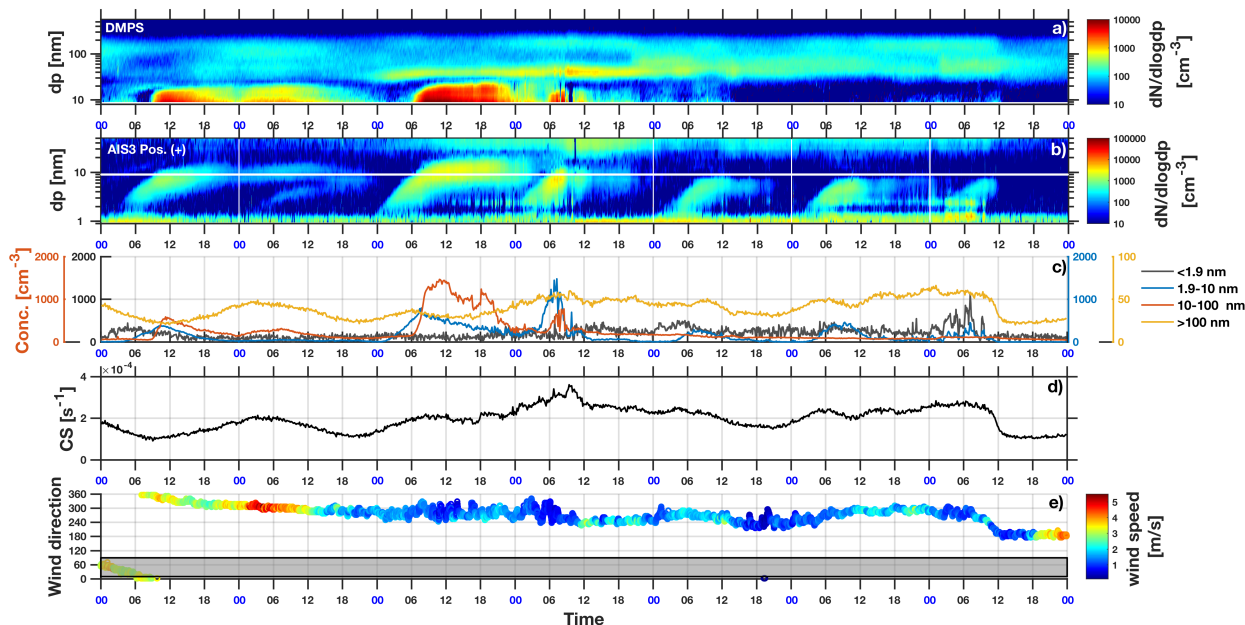 DMPS
a)
dp [nm]
100
10
00 06 12 18 00 06 12 18 00 06 12 18 00 06 12 18 00 06 12 18 00 06 12 18 00 06 12 18 00
10000
1000
100
10
dN/dlogdp
[cm-3]
AIS3 Pos. (+)
b)
dp [nm]
10
1
00 06 12 18 00 06 12 18 00 06 12 18 00 06 12 18 00 06 12 18 00 06 12 18 00 06 12 18 00
100000
10000
1000
100
10
dN/dlogdp
[cm-3]
c)
Conc. [cm-3]
2000
1000
0
2000
1000
0
2000
1000
0
100
50
0
<1.9 nm
1.9-10 nm
10-100 nm
>100 nm
00 06 12 18 00 06 12 18 00 06 12 18 00 06 12 18 00 06 12 18 00 06 12 18 00 06 12 18 00
×10-4
d)
CS [s-1]
4
2
0
00 06 12 18 00 06 12 18 00 06 12 18 00 06 12 18 00 06 12 18 00 06 12 18 00 06 12 18 00
e)
Wind direction
360
300
240
180
120
60
0
00 06 12 18 00 06 12 18 00 06 12 18 00 06 12 18 00 06 12 18 00 06 12 18 00 06 12 18 00
Time
5
4
3
2
1
wind speed
[m/s]